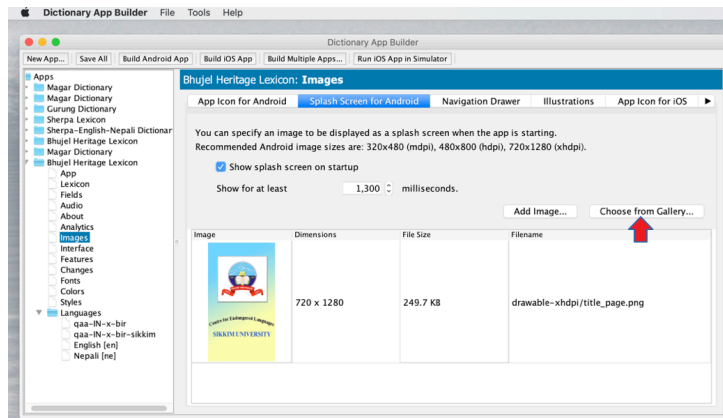 Dictionary App Builder File Tools Help
Dictionary App Builder
New App... Save All Build Android App Build iOS App Build Multiple Apps... Run iOS App in Simulator
Apps
Magar Dictionary
Magar Dictionary
Gurung Dictionary
Sherpa Lexicon
Sherpa-English-Nepali Dictionar
Bhujel Heritage Lexicon
Magar Dictionary
Bhujel Heritage Lexicon
App
Lexicon
Fields
Audio
About
Analytics
Images
Interface
Features
Changes
Fonts
Colors
Styles
Languages
qaa-IN-x-bir
qaa-IN-x-bir-sikkim
English [en]
Nepali [ne]
Bhujel Heritage Lexicon: Images
App Icon for Android Splash Screen for Android Navigation Drawer Illustrations App Icon for iOS
You can specify an image to be displayed as a splash screen when the app is starting.
Recommended Android image sizes are: 320x480 (mdpi), 480x800 (hdpi), 720x1280 (xhdpi).
Show splash screen on startup
Show for at least 1,300 milliseconds.
Add Image... Choose from Gallery...
Image Dimensions File Size Filename
Centre for Endangered Languages
SIKKIM UNIVERSITY
720 x 1280 249.7 KB drawable-xhdpi/title_page.png